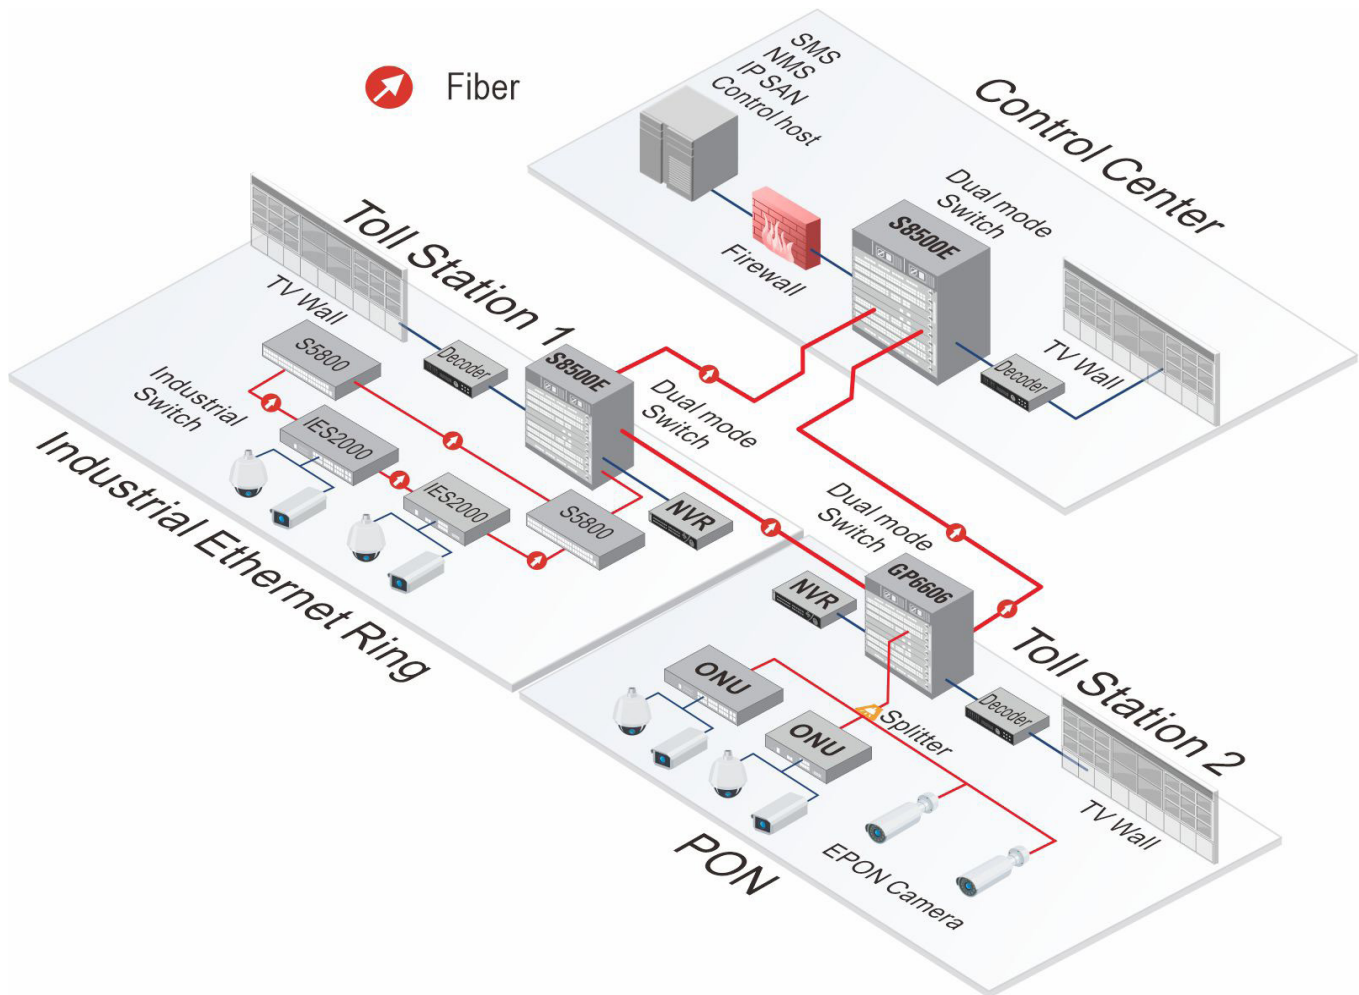 Fiber
SMS
NMS
IP SAN
Control host
Control Center
Firewall
S8500E
Dual mode
Switch
Decoder
TV Wall
Toll Station 1
TV Wall
Decoder
S8500E
Dual mode
Switch
S5800
Industrial
Switch
IES2000
IES2000
S5800
NVR
Industrial Ethernet Ring
Dual mode
Switch
GP6606
NVR
Toll Station 2
ONU
ONU
Splitter
Decoder
TV Wall
EPON Camera
PON